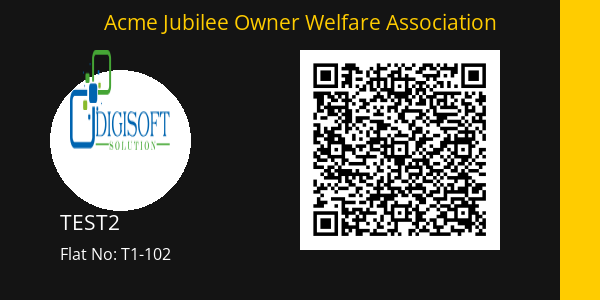 Acme Jubilee Owner Welfare Association
DIGISOFT
SOLUTION
TEST2
Flat No: T1-102